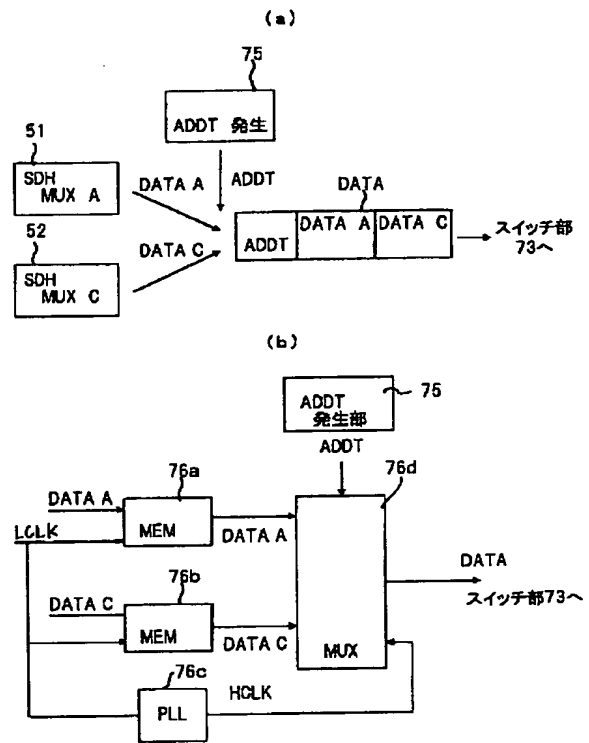 (a)
75
ADDT 発生
51
SDH
MUX A
DATA A
ADDT
DATA
ADDT
DATA A
DATA C
スイッチ部
73へ
52
SDH
MUX C
DATA C
(b)
ADDT
発生部
75
ADDT
76a
76d
DATA A
LCLK
MEM
DATA A
76b
DATA C
MEM
DATA C
MUX
DATA
スイッチ部73へ
76c
PLL
HCLK